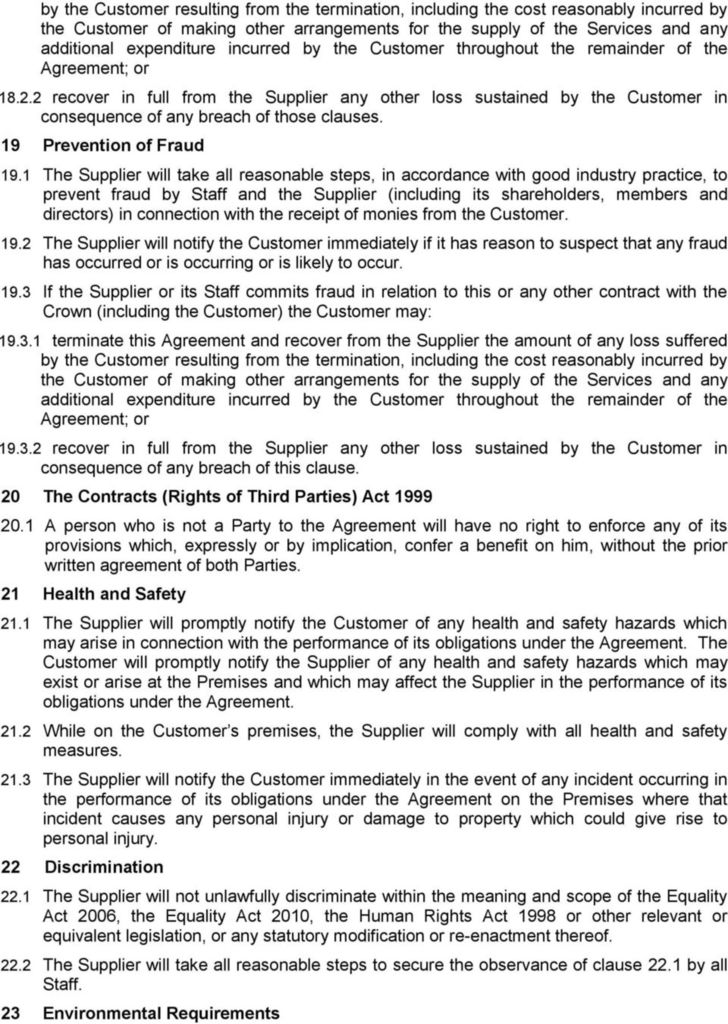 by the Customer resulting from the termination, including the cost reasonably incurred by
the Customer of making other arrangements for the supply of the Services and any
additional expenditure incurred by the Customer throughout the remainder of the
Agreement; or
18.2.2 recover in full from the Supplier any other loss sustained by the Customer in
consequence of any breach of those clauses.
19 Prevention of Fraud
19.1 The Supplier will take all reasonable steps, in accordance with good industry practice, to
prevent fraud by Staff and the Supplier (including its shareholders, members and
directors) in connection with the receipt of monies from the Customer.
19.2 The Supplier will notify the Customer immediately if it has reason to suspect that any fraud
has occurred or is occurring or is likely to occur.
19.3 If the Supplier or its Staff commits fraud in relation to this or any other contract with the
Crown (including the Customer) the Customer may:
19.3.1 terminate this Agreement and recover from the Supplier the amount of any loss suffered
by the Customer resulting from the termination, including the cost reasonably incurred by
the Customer of making other arrangements for the supply of the Services and any
additional expenditure incurred by the Customer throughout the remainder of the
Agreement; or
19.3.2 recover in full from the Supplier any other loss sustained by the Customer in
consequence of any breach of this clause.
20 The Contracts (Rights of Third Parties) Act 1999
20.1 A person who is not a Party to the Agreement will have no right to enforce any of its
provisions which, expressly or by implication, confer a benefit on him, without the prior
written agreement of both Parties.
21 Health and Safety
21.1 The Supplier will promptly notify the Customer of any health and safety hazards which
may arise in connection with the performance of its obligations under the Agreement. The
Customer will promptly notify the Supplier of any health and safety hazards which may
exist or arise at the Premises and which may affect the Supplier in the performance of its
obligations under the Agreement.
21.2 While on the Customer's premises, the Supplier will comply with all health and safety
measures.
21.3 The Supplier will notify the Customer immediately in the event of any incident occurring in
the performance of its obligations under the Agreement on the Premises where that
incident causes any personal injury or damage to property which could give rise to
personal injury.
22 Discrimination
22.1 The Supplier will not unlawfully discriminate within the meaning and scope of the Equality
Act 2006, the Equality Act 2010, the Human Rights Act 1998 or other relevant or
equivalent legislation, or any statutory modification or re-enactment thereof.
22.2 The Supplier will take all reasonable steps to secure the observance of clause 22.1 by all
Staff.
23 Environmental Requirements